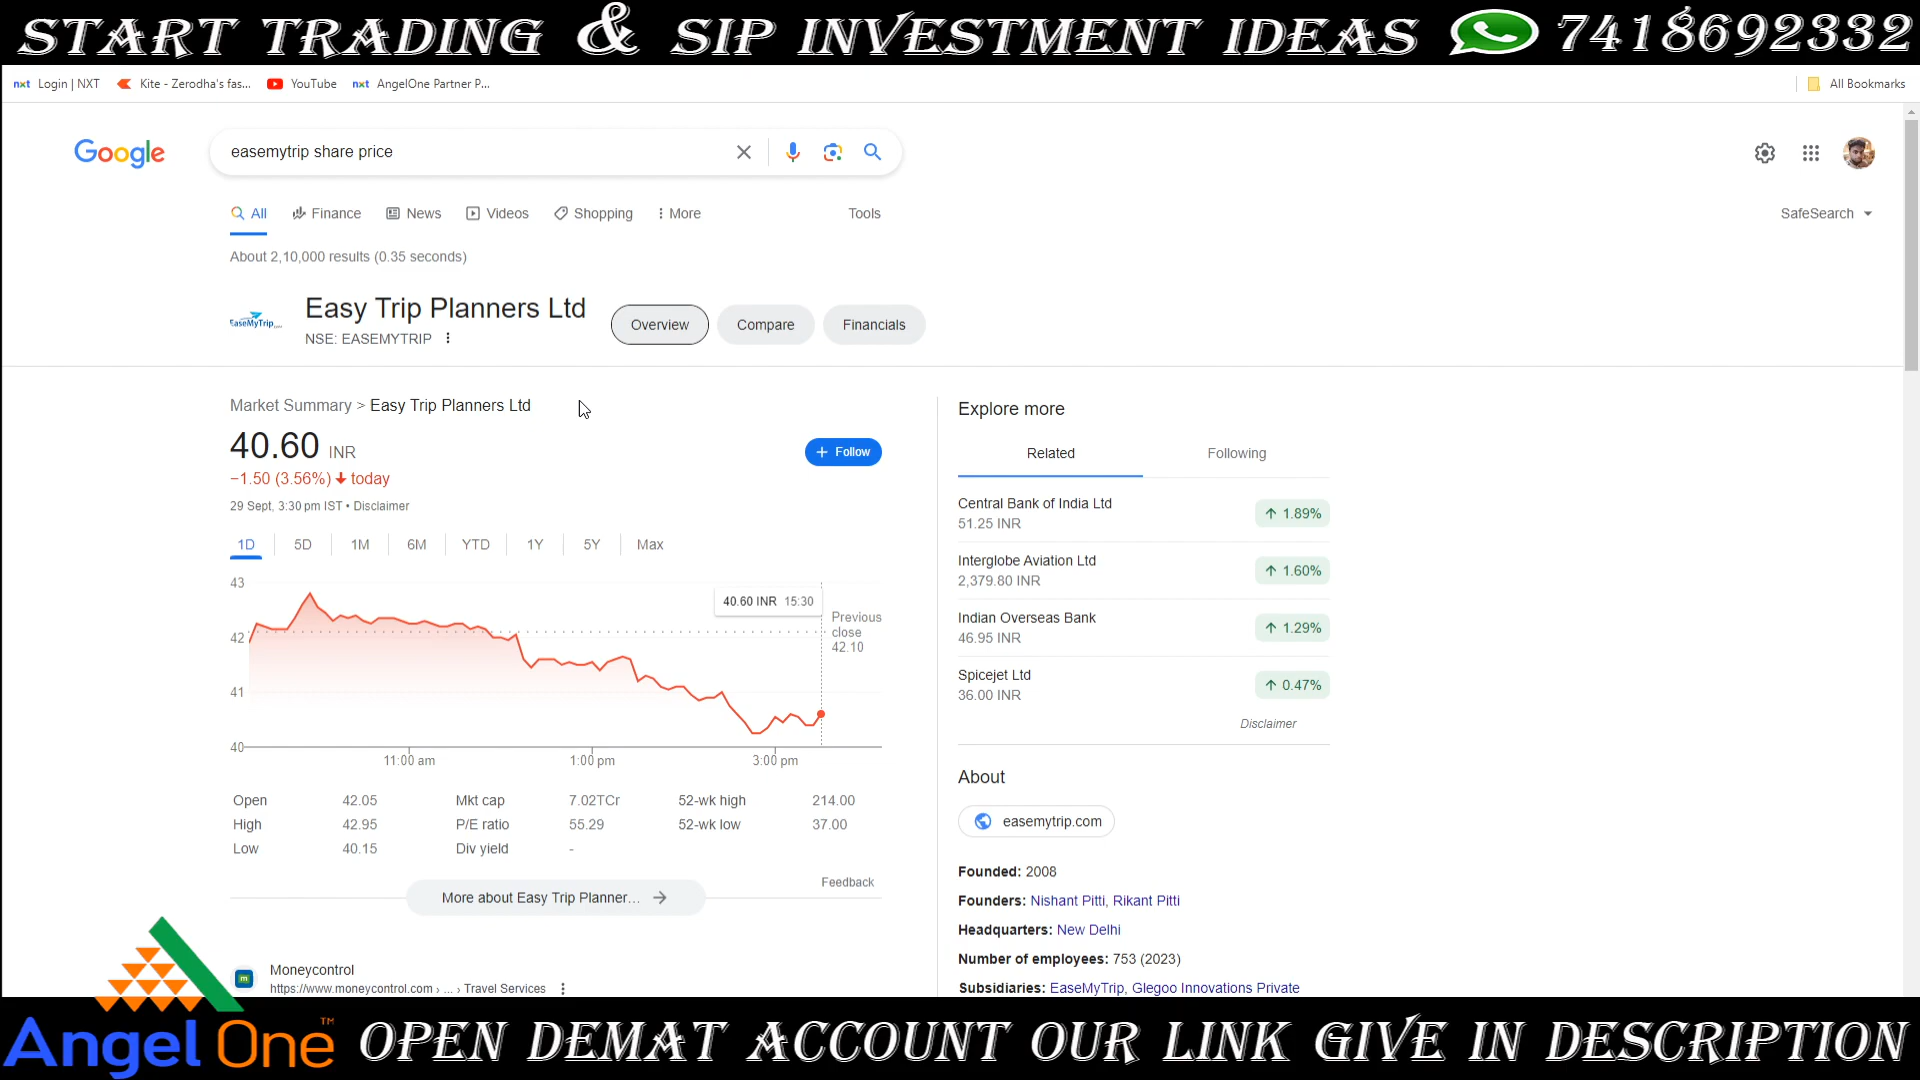 START TRADING & SIP INVESTMENT IDEAS 7418692332
nxt Login | NXT Kite - Zerodha's fas... YouTube nxt AngelOne Partner P... All Bookmarks
Google easemytrip share price
All Finance News Videos Shopping More Tools SafeSearch
About 2,10,000 results (0.35 seconds)
EaseMyTrip.com
Easy Trip Planners Ltd
NSE: EASEMYTRIP
Overview Compare Financials
Market Summary > Easy Trip Planners Ltd
40.60 INR
+ Follow
−1.50 (3.56%) ↓ today
29 Sept, 3:30 pm IST • Disclaimer
1D 5D 1M 6M YTD 1Y 5Y Max
43
42
41
40
40.60 INR 15:30
Previous
close
42.10
11:00 am 1:00 pm 3:00 pm
Open 42.05 Mkt cap 7.02TCr 52-wk high 214.00
High 42.95 P/E ratio 55.29 52-wk low 37.00
Low 40.15 Div yield -
Feedback
More about Easy Trip Planner... →
m
Moneycontrol
https://www.moneycontrol.com › ... › Travel Services
Explore more
Related Following
Central Bank of India Ltd
51.25 INR
↑ 1.89%
Interglobe Aviation Ltd
2,379.80 INR
↑ 1.60%
Indian Overseas Bank
46.95 INR
↑ 1.29%
Spicejet Ltd
36.00 INR
↑ 0.47%
Disclaimer
About
easemytrip.com
Founded: 2008
Founders: Nishant Pitti, Rikant Pitti
Headquarters: New Delhi
Number of employees: 753 (2023)
Subsidiaries: EaseMyTrip, Glegoo Innovations Private
Angel One™ OPEN DEMAT ACCOUNT OUR LINK GIVE IN DESCRIPTION